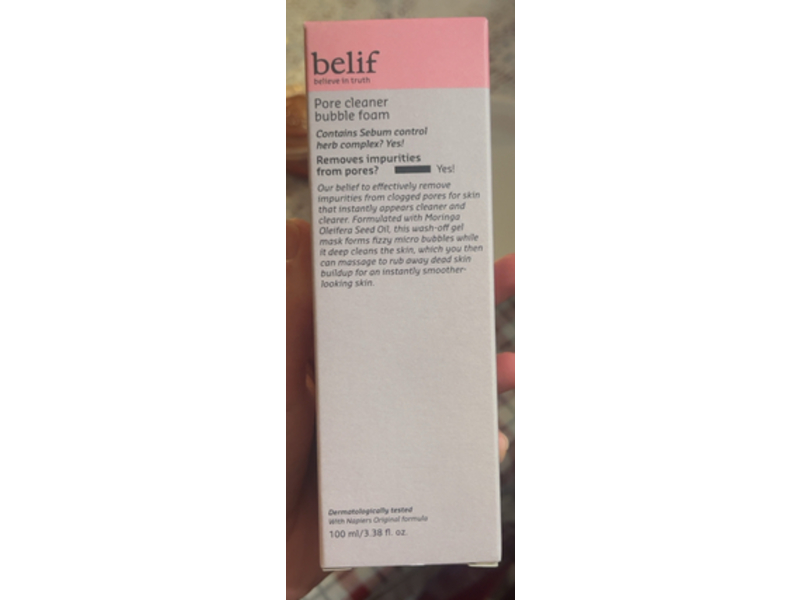 belif
believe in truth
Pore cleaner
bubble foam
Contains Sebum control
herb complex? Yes!
Removes impurities
from pores? Yes!
Our belief to effectively remove
impurities from clogged pores for skin
that instantly appears cleaner and
clearer. Formulated with Moringa
Oleifera Seed Oil, this wash-off gel
mask forms fizzy micro bubbles while
it deep cleans the skin, which you then
can massage to rub away dead skin
buildup for an instantly smoother-
looking skin.
Dermatologically tested
With Napiers Original formula
100 ml/3.38 fl. oz.